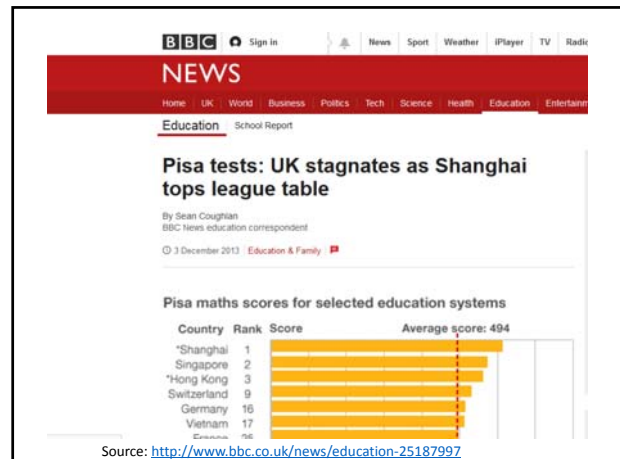 BBC Sign in News Sport Weather iPlayer TV Radio
NEWS
Home UK World Business Politics Tech Science Health Education Entertainm
Education School Report
Pisa tests: UK stagnates as Shanghai
tops league table
By Sean Coughlan
BBC News education correspondent
3 December 2013 Education & Family
Pisa maths scores for selected education systems
Country Rank Score Average score: 494
*Shanghai 1
Singapore 2
*Hong Kong 3
Switzerland 9
Germany 16
Vietnam 17
France 25
Source: http://www.bbc.co.uk/news/education-25187997